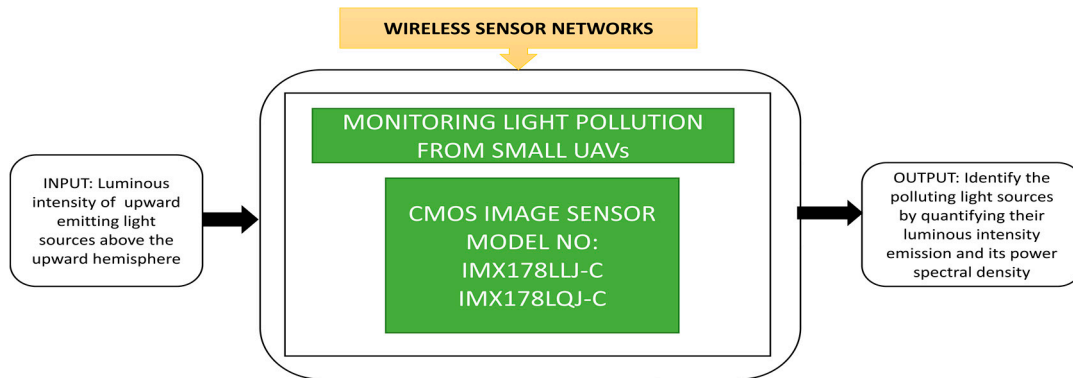 WIRELESS SENSOR NETWORKS
MONITORING LIGHT POLLUTION
FROM SMALL UAVs
INPUT: Luminous
intensity of upward
emitting light
sources above the
upward hemisphere
CMOS IMAGE SENSOR
MODEL NO:
IMX178LLJ-C
IMX178LQJ-C
OUTPUT: Identify the
polluting light sources
by quantifying their
luminous intensity
emission and its power
spectral density